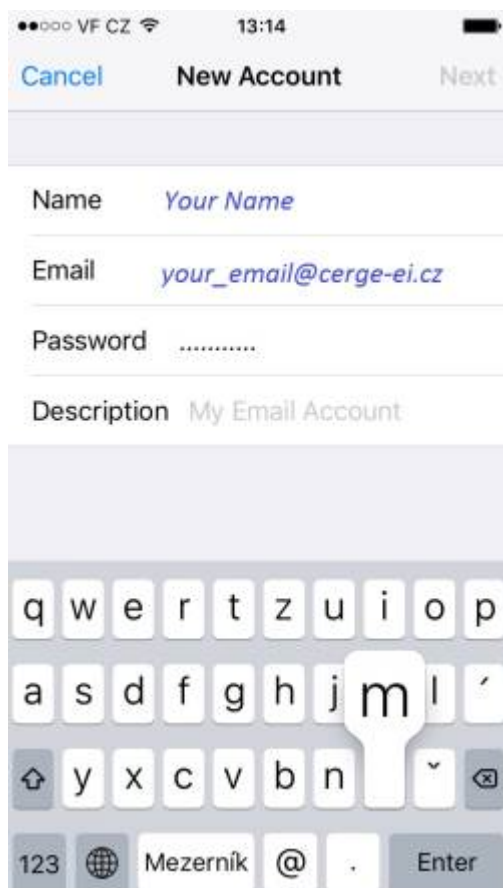 VF CZ 13:14
Cancel New Account Next
Name Your Name
Email your_email@cerge-ei.cz
Password ...........
Description My Email Account
q w e r t z u i o p
a s d f g h j m l ´
y x c v b n ˇ
123 Mezerník @ . Enter